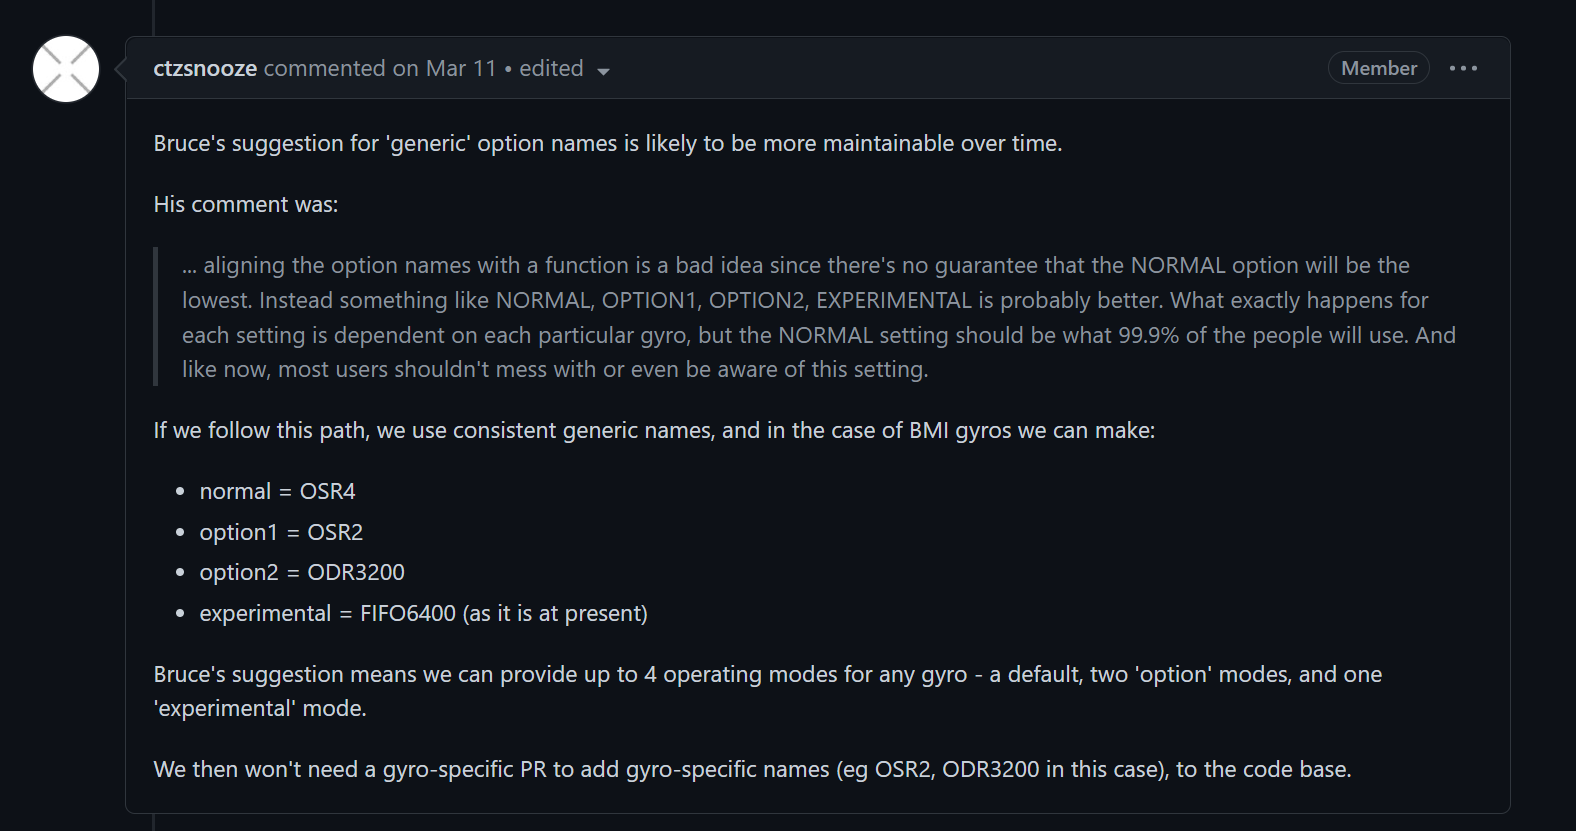 ctzsnooze commented on Mar 11 • edited
Member
Bruce's suggestion for 'generic' option names is likely to be more maintainable over time.
His comment was:
... aligning the option names with a function is a bad idea since there's no guarantee that the NORMAL option will be the
lowest. Instead something like NORMAL, OPTION1, OPTION2, EXPERIMENTAL is probably better. What exactly happens for
each setting is dependent on each particular gyro, but the NORMAL setting should be what 99.9% of the people will use. And
like now, most users shouldn't mess with or even be aware of this setting.
If we follow this path, we use consistent generic names, and in the case of BMI gyros we can make:
• normal = OSR4
• option1 = OSR2
• option2 = ODR3200
• experimental = FIFO6400 (as it is at present)
Bruce's suggestion means we can provide up to 4 operating modes for any gyro - a default, two 'option' modes, and one
'experimental' mode.
We then won't need a gyro-specific PR to add gyro-specific names (eg OSR2, ODR3200 in this case), to the code base.